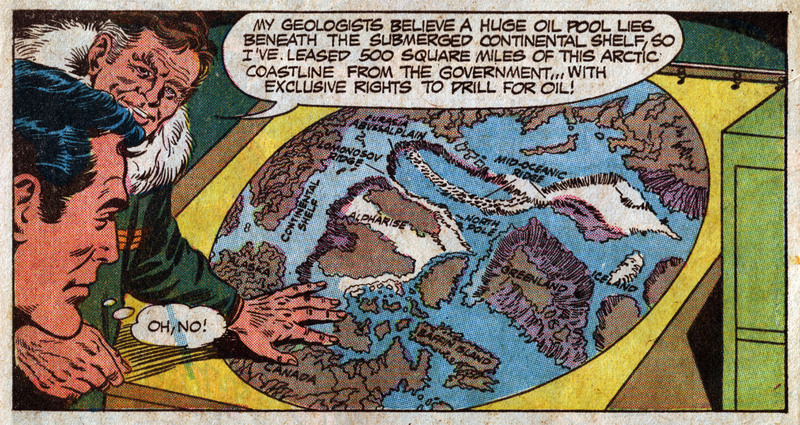 MY GEOLOGISTS BELIEVE A HUGE OIL POOL LIES
BENEATH THE SUBMERGED CONTINENTAL SHELF, SO
I'VE LEASED 500 SQUARE MILES OF THIS ARCTIC
COASTLINE FROM THE GOVERNMENT... WITH
EXCLUSIVE RIGHTS TO DRILL FOR OIL!
ABYSSAL PLAIN
LOMONOSOV
RIDGE
MID-OCEANIC
RIDGE
CONTINENTAL
SHELF
ALPHA RISE
NORTH
POLE
GREENLAND
ICELAND
SKA
OH, NO!
BAFFIN ISLAND
CANADA